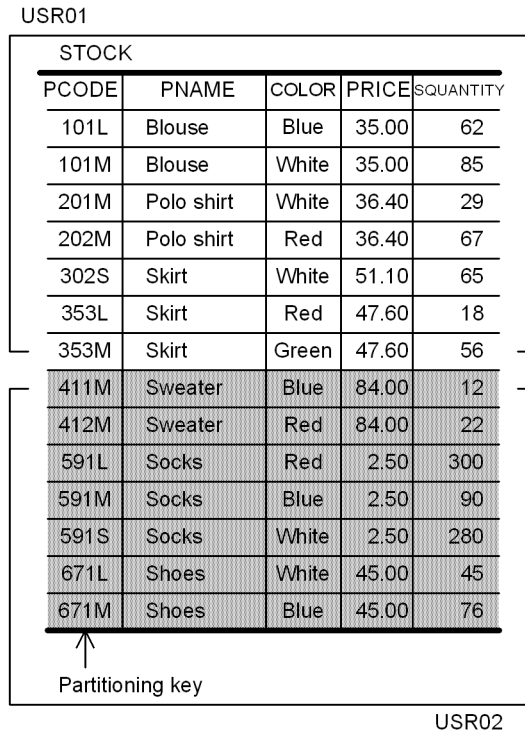 USR01
STOCK
PCODE PNAME COLOR PRICE SQUANTITY
101L Blouse Blue 35.00 62
101M Blouse White 35.00 85
201M Polo shirt White 36.40 29
202M Polo shirt Red 36.40 67
302S Skirt White 51.10 65
353L Skirt Red 47.60 18
353M Skirt Green 47.60 56
411M Sweater Blue 84.00 12
412M Sweater Red 84.00 22
591L Socks Red 2.50 300
591M Socks Blue 2.50 90
591S Socks White 2.50 280
671L Shoes White 45.00 45
671M Shoes Blue 45.00 76
Partitioning key
USR02